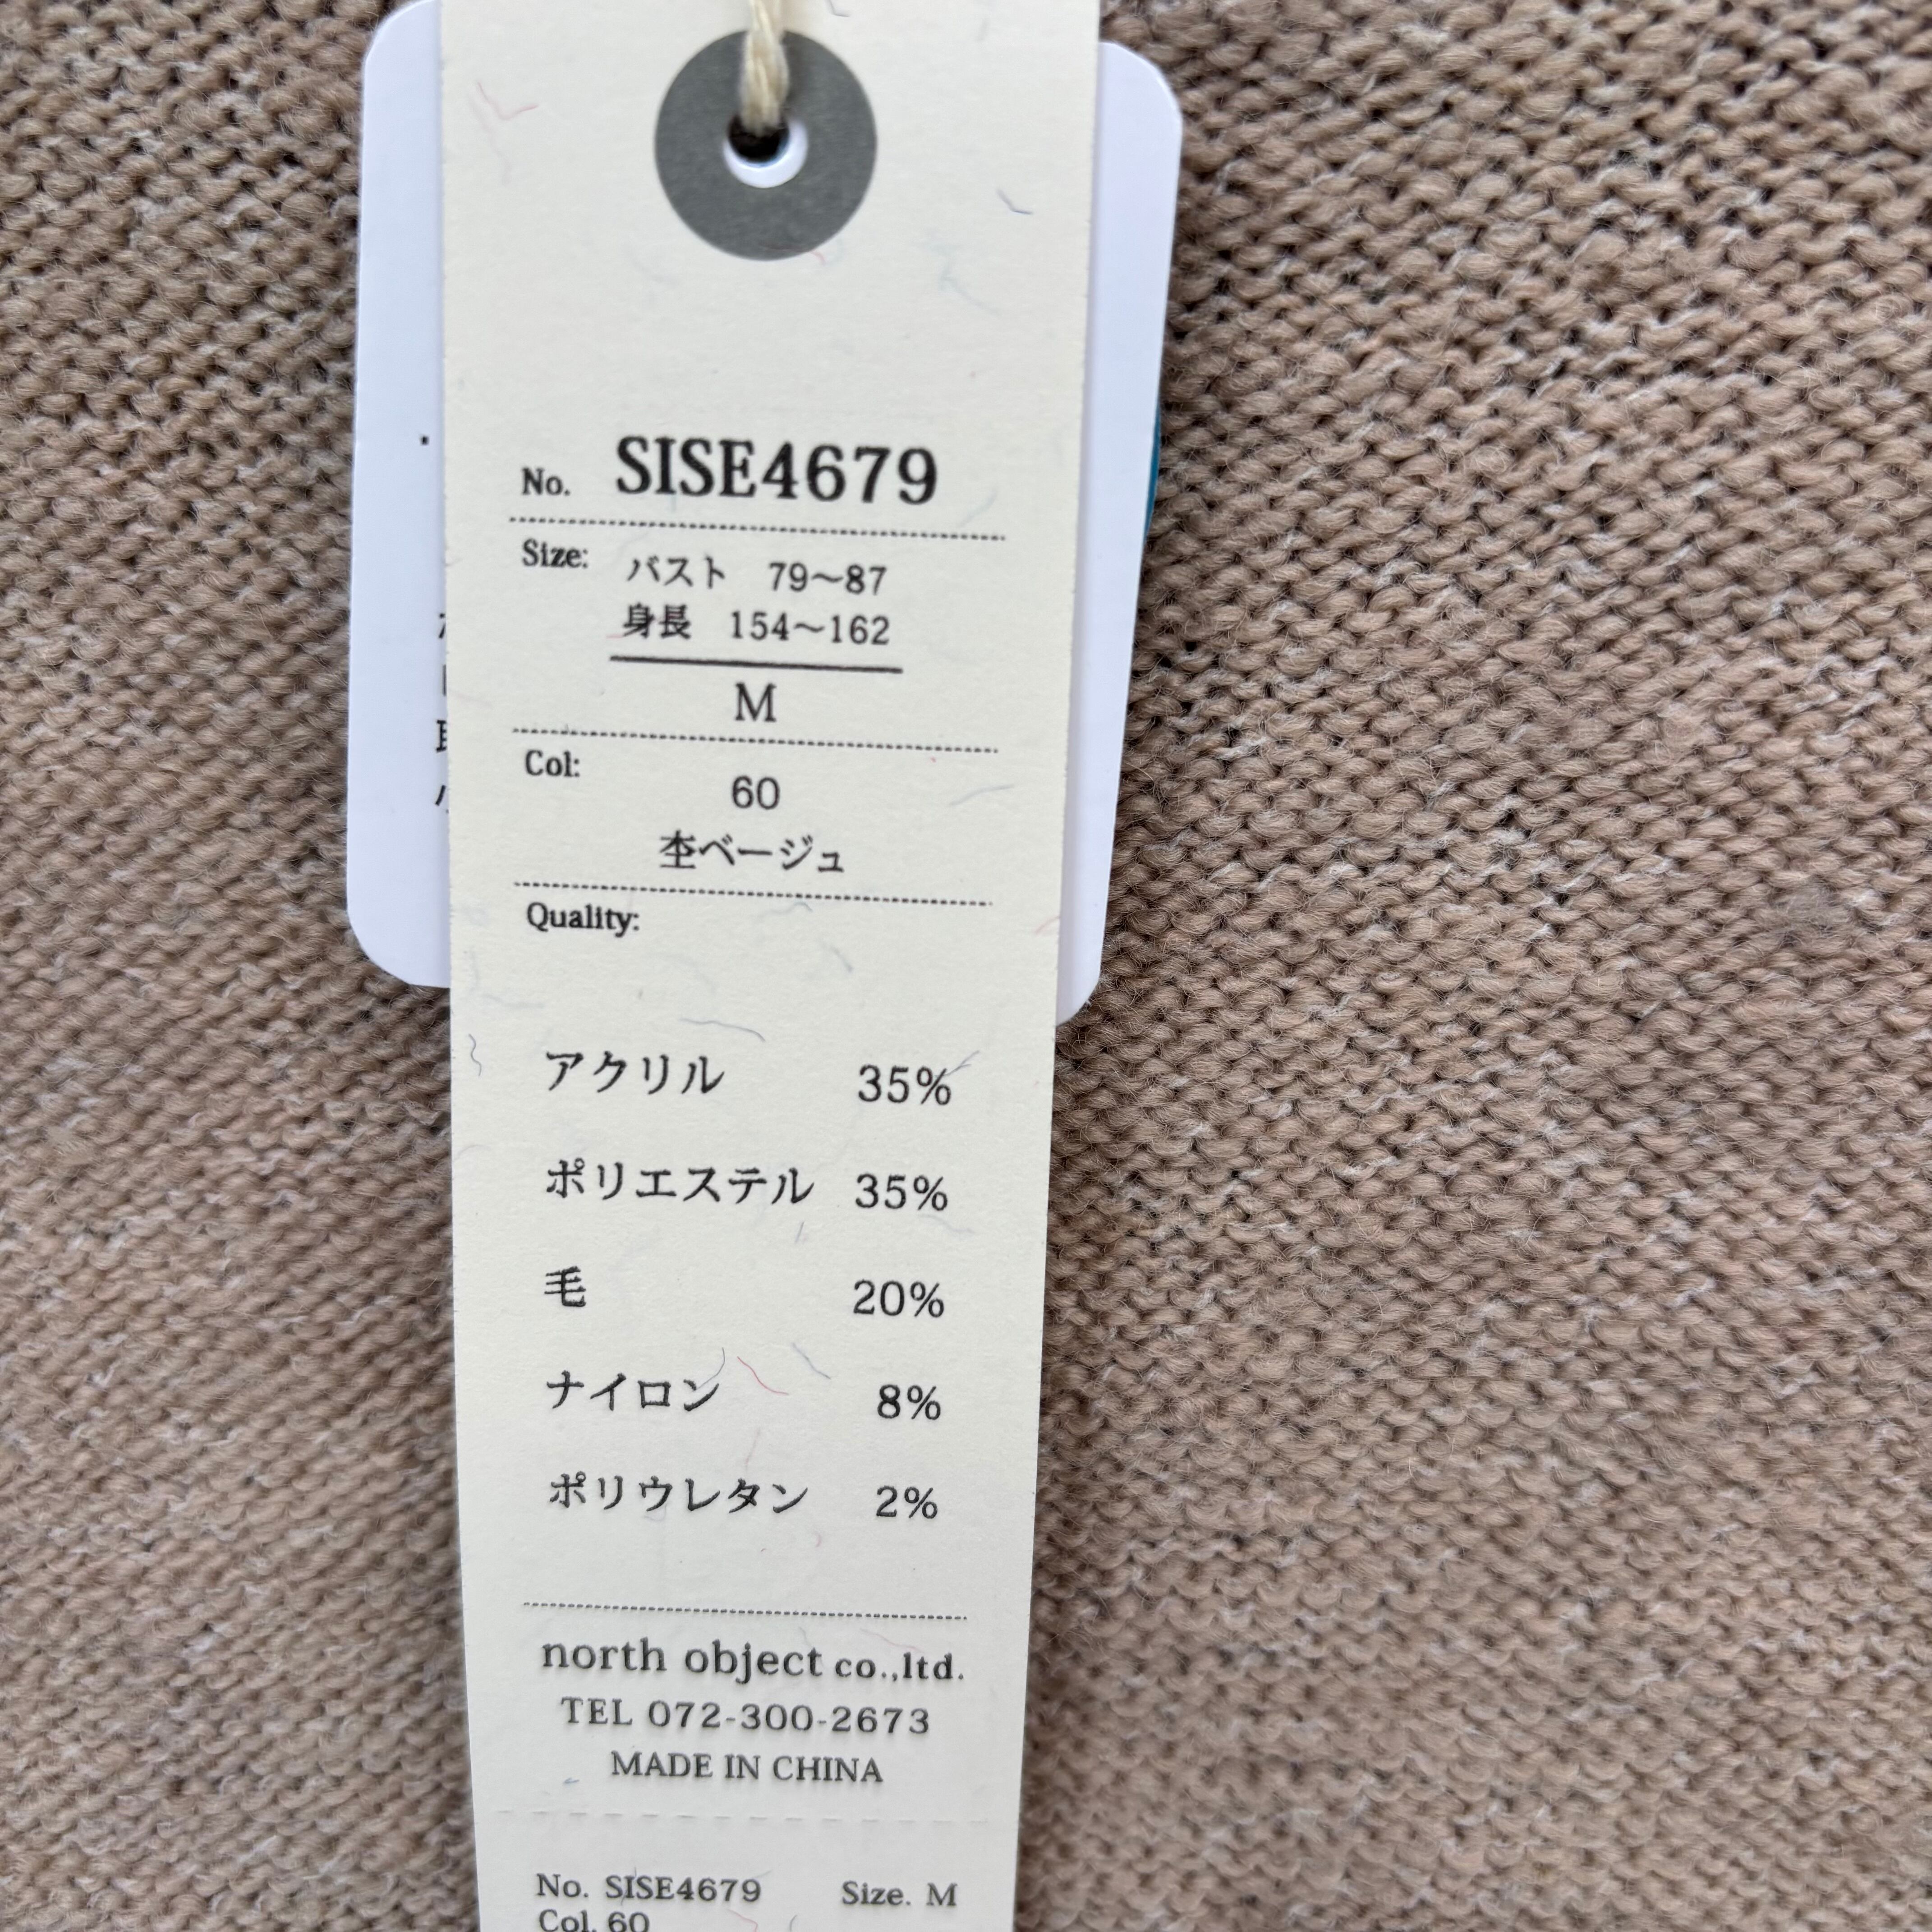 No. SISE4679
Size: バスト 79〜87
身長 154〜162
M
Col: 60
杢ベージュ
Quality:
アクリル 35%
ポリエステル 35%
毛 20%
ナイロン 8%
ポリウレタン 2%
north object co.,ltd.
TEL 072-300-2673
MADE IN CHINA
No. SISE4679 Size. M
Col. 60